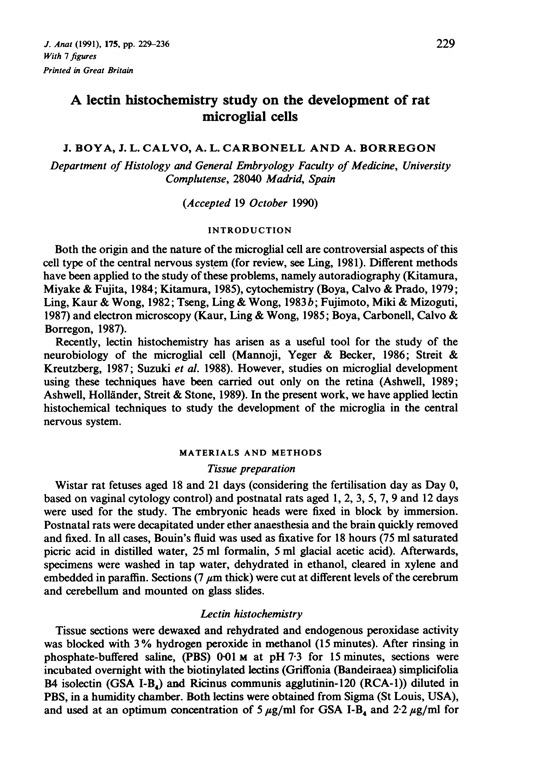 J. Anat (1991), 175, pp. 229-236
229
With 7 figures
Printed in Great Britain
A lectin histochemistry study on the development of rat
microglial cells
J. BOYA, J. L. CALVO, A. L. CARBONELL AND A. BORREGON
Department of Histology and General Embryology Faculty of Medicine, University
Complutense, 28040 Madrid, Spain
(Accepted 19 October 1990)
INTRODUCTION
Both the origin and the nature of the microglial cell are controversial aspects of this
cell type of the central nervous system (for review, see Ling, 1981). Different methods
have been applied to the study of these problems, namely autoradiography (Kitamura,
Miyake & Fujita, 1984; Kitamura, 1985), cytochemistry (Boya, Calvo & Prado, 1979;
Ling, Kaur & Wong, 1982; Tseng, Ling & Wong, 1983b; Fujimoto, Miki & Mizoguti,
1987) and electron microscopy (Kaur, Ling & Wong, 1985; Boya, Carbonell, Calvo &
Borregon, 1987).
Recently, lectin histochemistry has arisen as a useful tool for the study of the
neurobiology of the microglial cell (Mannoji, Yeger & Becker, 1986; Streit &
Kreutzberg, 1987; Suzuki et al. 1988). However, studies on microglial development
using these techniques have been carried out only on the retina (Ashwell, 1989;
Ashwell, Holländer, Streit & Stone, 1989). In the present work, we have applied lectin
histochemical techniques to study the development of the microglia in the central
nervous system.
MATERIALS AND METHODS
Tissue preparation
Wistar rat fetuses aged 18 and 21 days (considering the fertilisation day as Day 0,
based on vaginal cytology control) and postnatal rats aged 1, 2, 3, 5, 7, 9 and 12 days
were used for the study. The embryonic heads were fixed in block by immersion.
Postnatal rats were decapitated under ether anaesthesia and the brain quickly removed
and fixed. In all cases, Bouin's fluid was used as fixative for 18 hours (75 ml saturated
picric acid in distilled water, 25 ml formalin, 5 ml glacial acetic acid). Afterwards,
specimens were washed in tap water, dehydrated in ethanol, cleared in xylene and
embedded in paraffin. Sections (7 μm thick) were cut at different levels of the cerebrum
and cerebellum and mounted on glass slides.
Lectin histochemistry
Tissue sections were dewaxed and rehydrated and endogenous peroxidase activity
was blocked with 3% hydrogen peroxide in methanol (15 minutes). After rinsing in
phosphate-buffered saline, (PBS) 0·01 M at pH 7·3 for 15 minutes, sections were
incubated overnight with the biotinylated lectins (Griffonia (Bandeiraea) simplicifolia
B4 isolectin (GSA I-B₄) and Ricinus communis agglutinin-120 (RCA-1)) diluted in
PBS, in a humidity chamber. Both lectins were obtained from Sigma (St Louis, USA),
and used at an optimum concentration of 5 μg/ml for GSA I-B₄ and 2·2 μg/ml for